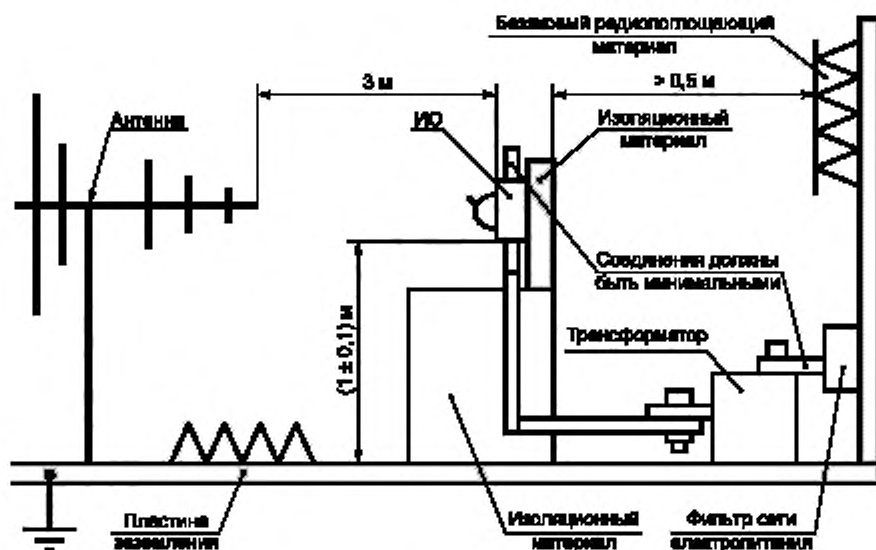 Безэховый радиопоглощающий
материал
3 м
> 0,5 м
Антенна
ИО
Изоляционный
материал
Соединения должны
быть минимальными
(1 ± 0,1) м
Трансформатор
Пластина
заземления
Изоляционный
материал
Фильтр сети
электропитания